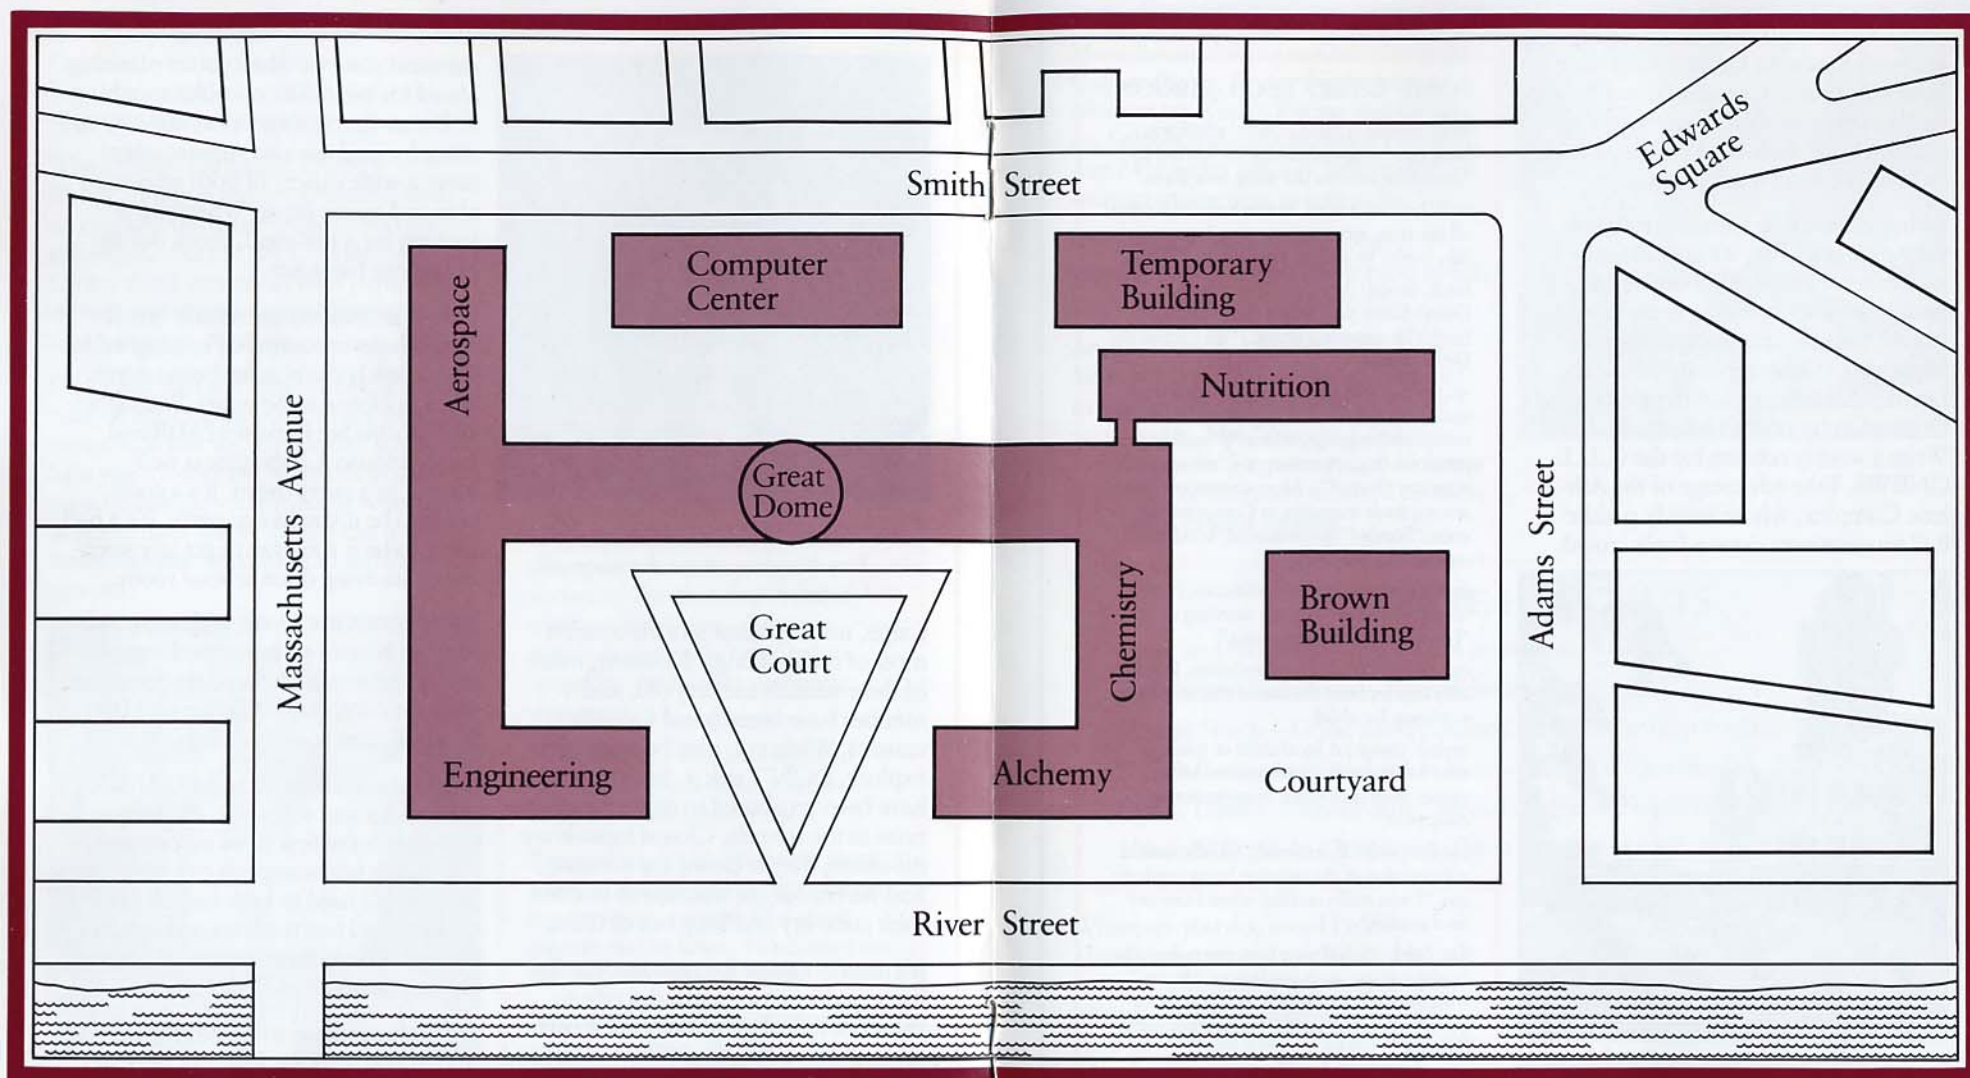 Edwards
Square
Smith Street
Computer
Center
Temporary
Building
Aerospace
Nutrition
Massachusetts Avenue
Great
Dome
Adams Street
Great
Court
Chemistry
Brown
Building
Engineering
Alchemy
Courtyard
River Street